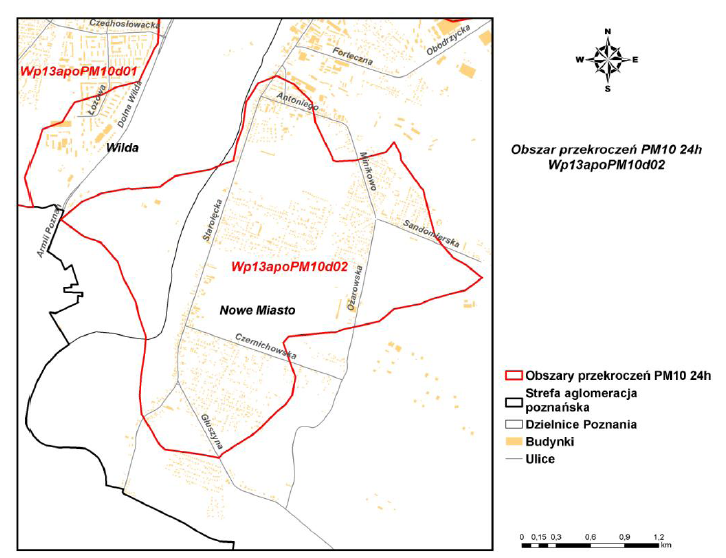 Czechosłowacka
Wp13apoPM10d01
Łozowa
Dolna Wilda
Wilda
Armii Poznań
Forteczna
Obodrzycka
Antoniego
Minikowo
Starołęcka
Sandomierska
Wp13apoPM10d02
Ożarowska
Nowe Miasto
Czernichowska
Głuszyna
N
W E
S
Obszar przekroczeń PM10 24h
Wp13apoPM10d02
Obszary przekroczeń PM10 24h
Strefa aglomeracja
poznańska
Dzielnice Poznania
Budynki
Ulice
0 0,15 0,3 0,6 0,9 1,2
km